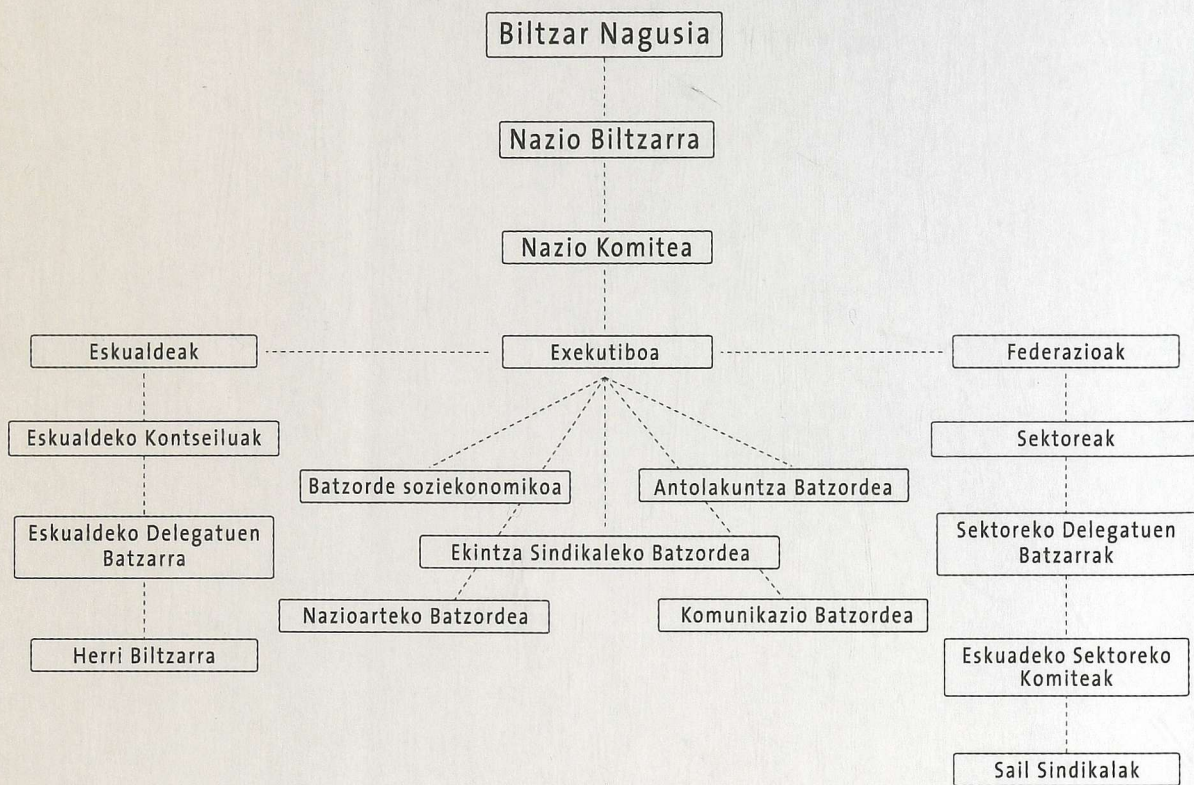 Biltzar Nagusia
Nazio Biltzarra
Nazio Komitea
Eskualdeak
Exekutiboa
Federazioak
Eskualdeko Kontseiluak
Sektoreak
Batzorde soziekonomikoa
Antolakuntza Batzordea
Eskualdeko Delegatuen
Batzarra
Ekintza Sindikaleko Batzordea
Sektoreko Delegatuen
Batzarrak
Nazioarteko Batzordea
Komunikazio Batzordea
Herri Biltzarra
Eskuadeko Sektoreko
Komiteak
Sail Sindikalak